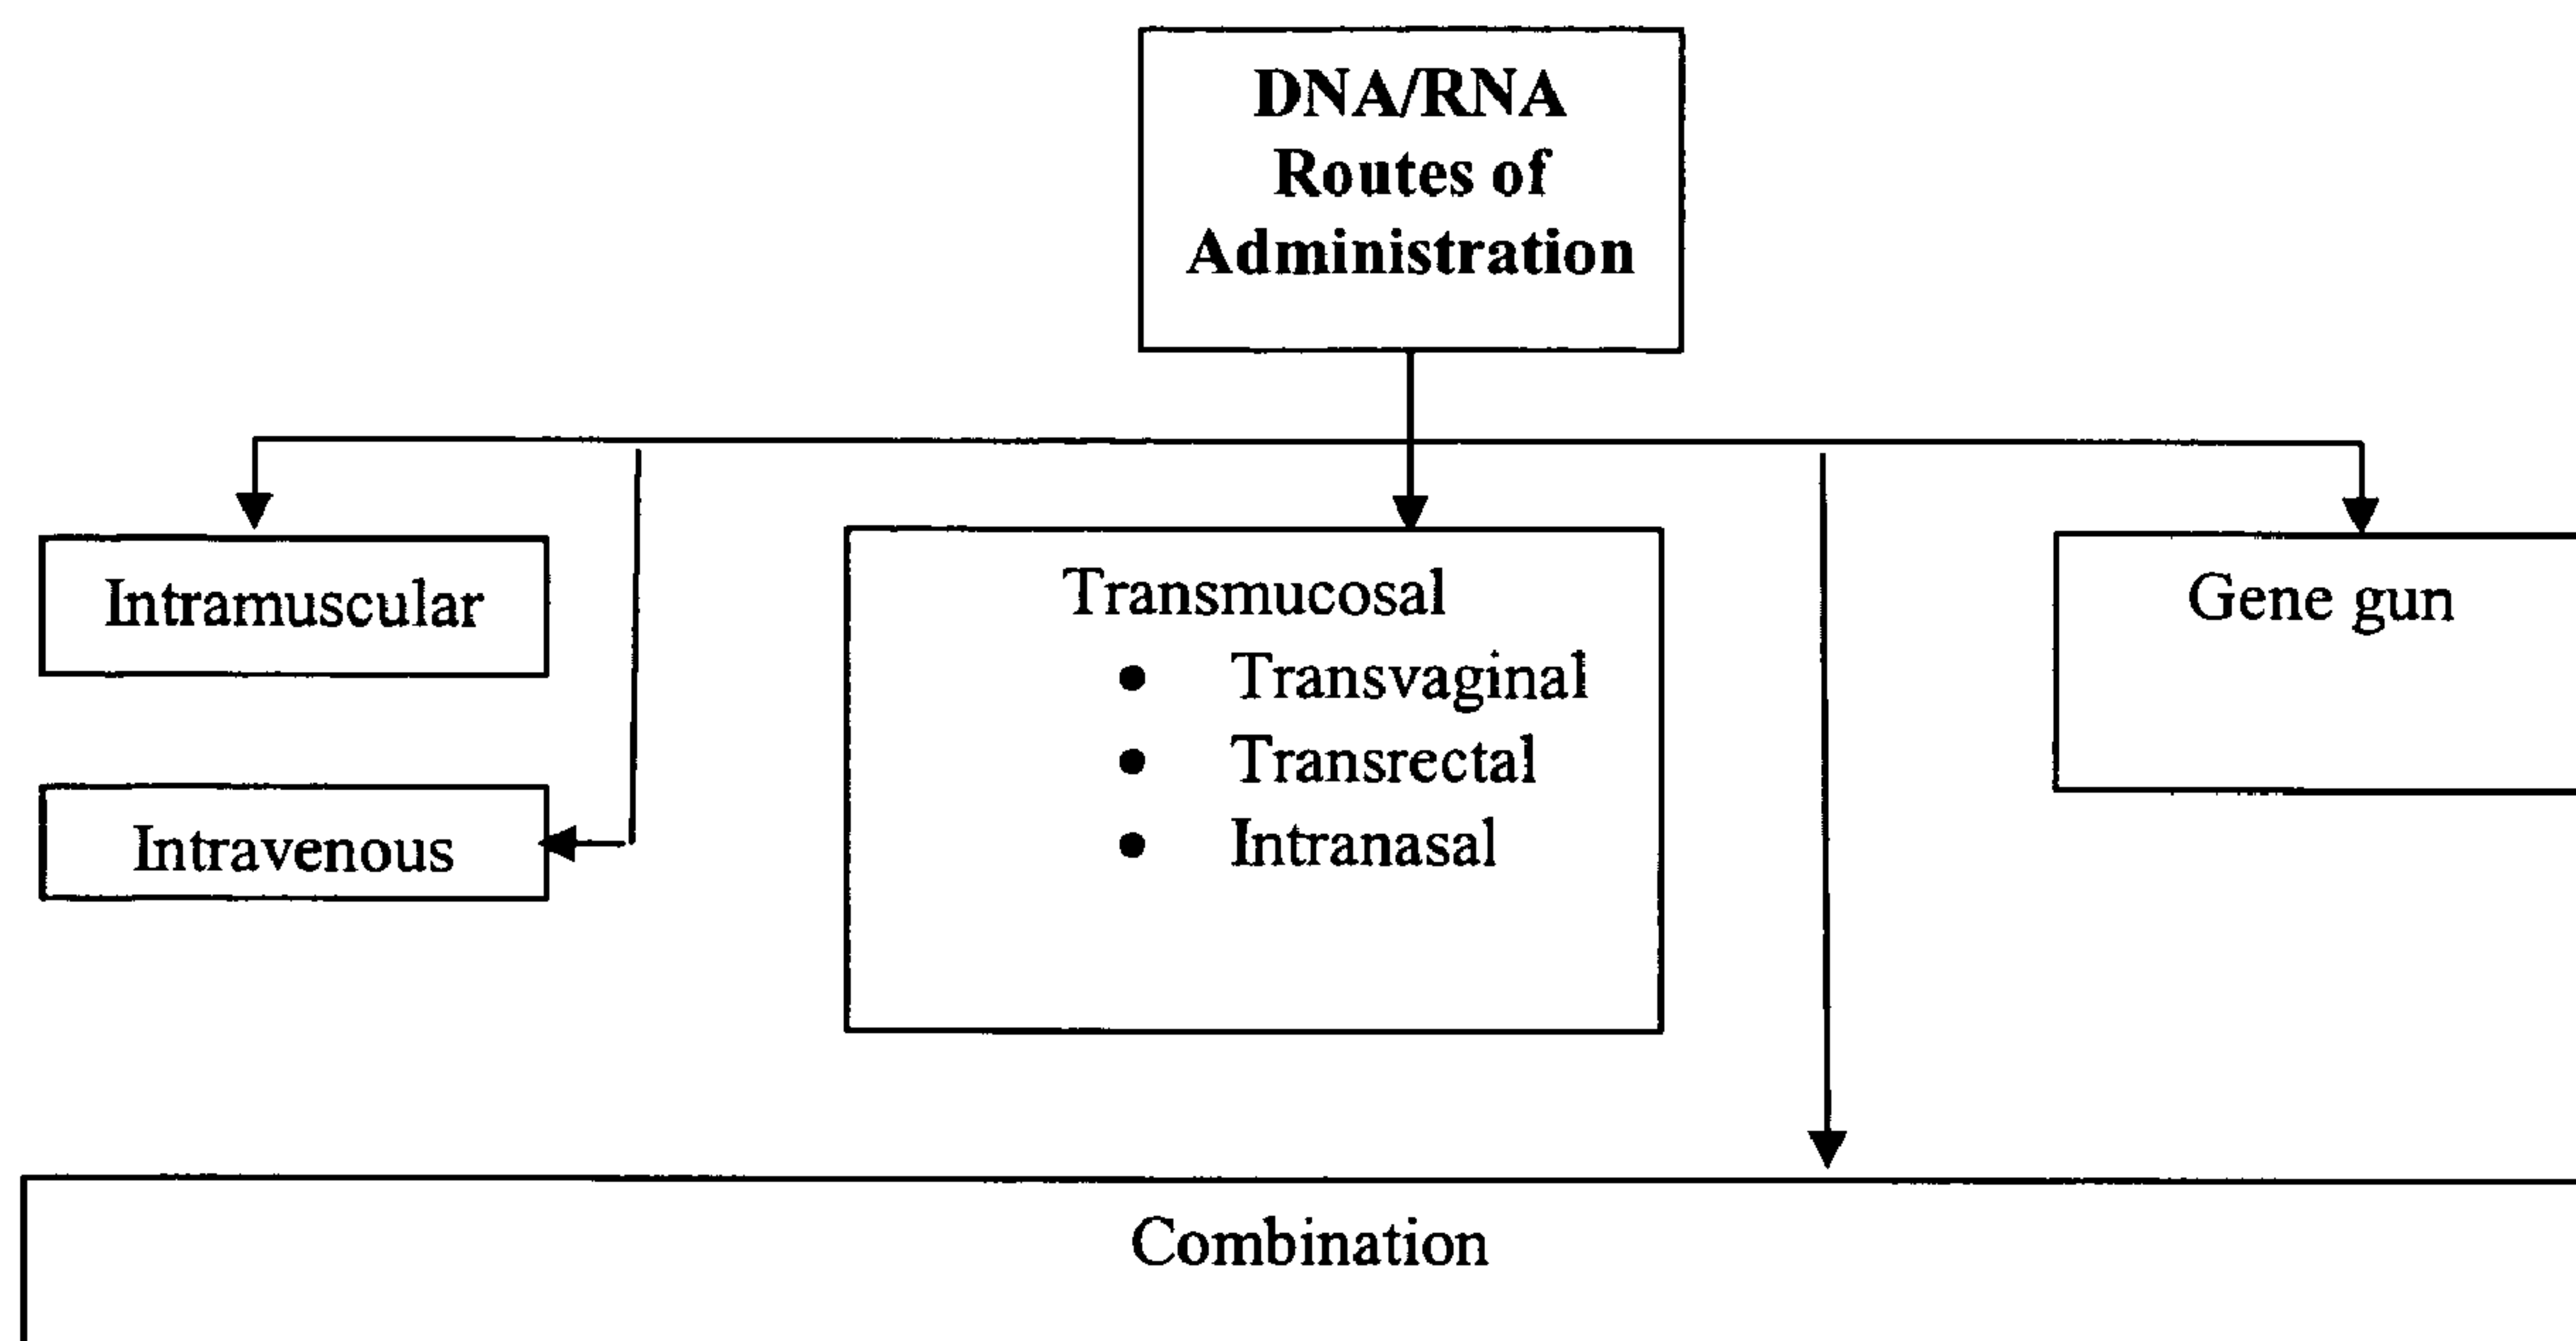 DNA/RNA
Routes of
Administration
Intramuscular
Intravenous
Transmucosal
• Transvaginal
• Transrectal
• Intranasal
Gene gun
Combination